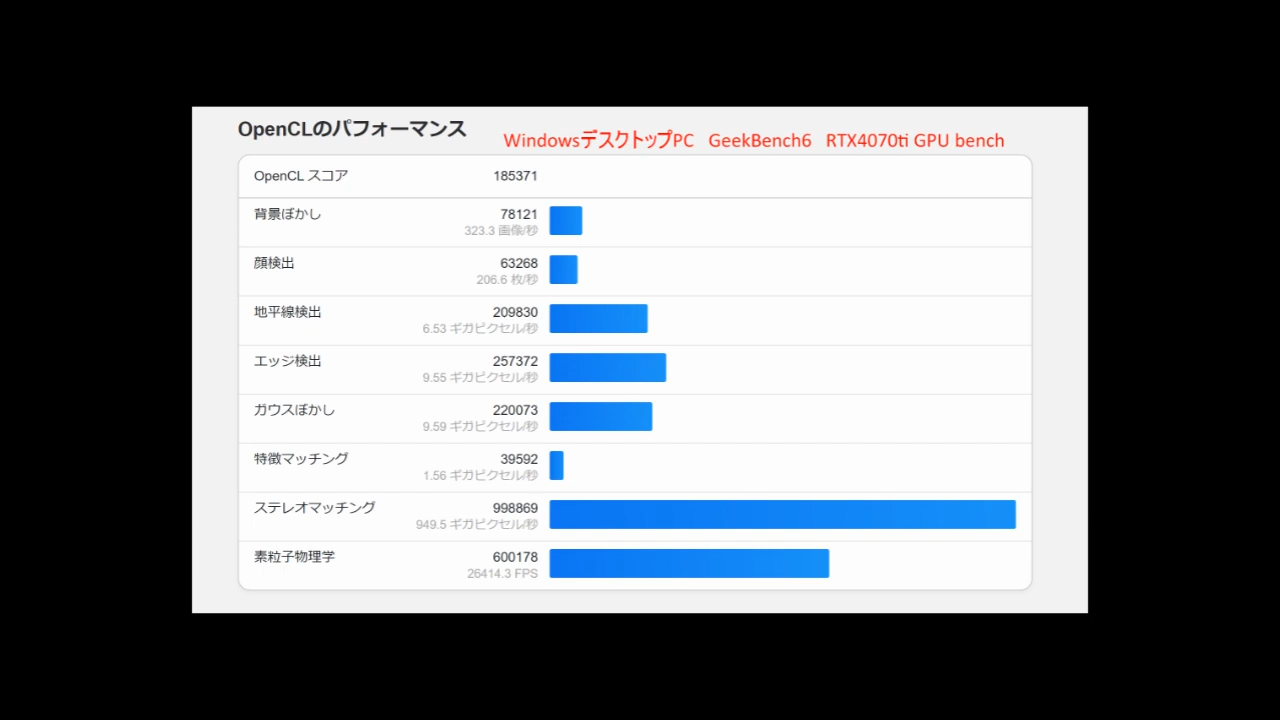 OpenCLのパフォーマンス
WindowsデスクトップPC GeekBench6 RTX4070ti GPU bench
OpenCL スコア 185371
背景ぼかし 78121
323.3 画像/秒
顔検出 63268
206.6 枚/秒
地平線検出 209830
6.53 ギガピクセル/秒
エッジ検出 257372
9.55 ギガピクセル/秒
ガウスぼかし 220073
9.59 ギガピクセル/秒
特徴マッチング 39592
1.56 ギガピクセル/秒
ステレオマッチング 998869
949.5 ギガピクセル/秒
素粒子物理学 600178
26414.3 FPS